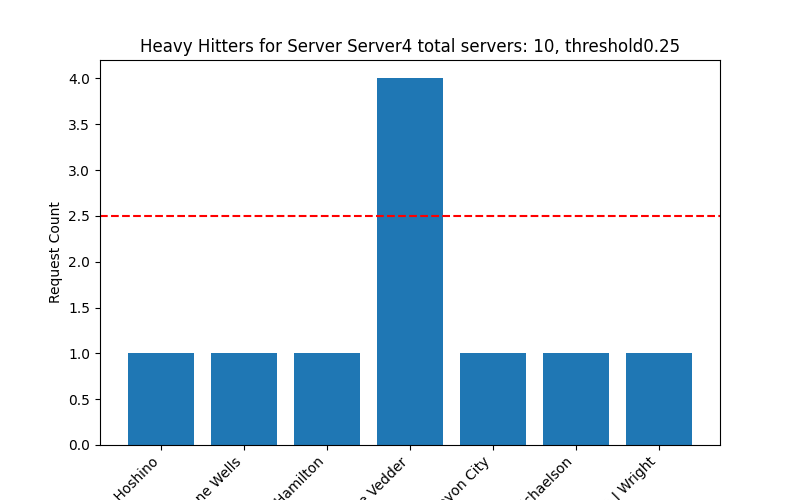 Heavy Hitters for Server Server4 total servers: 10, threshold0.25
4.0
3.5
3.0
2.5
2.0
1.5
1.0
0.5
0.0
Request Count
Hoshino
ne Wells
Hamilton
e Vedder
yon City
chaelson
l Wright